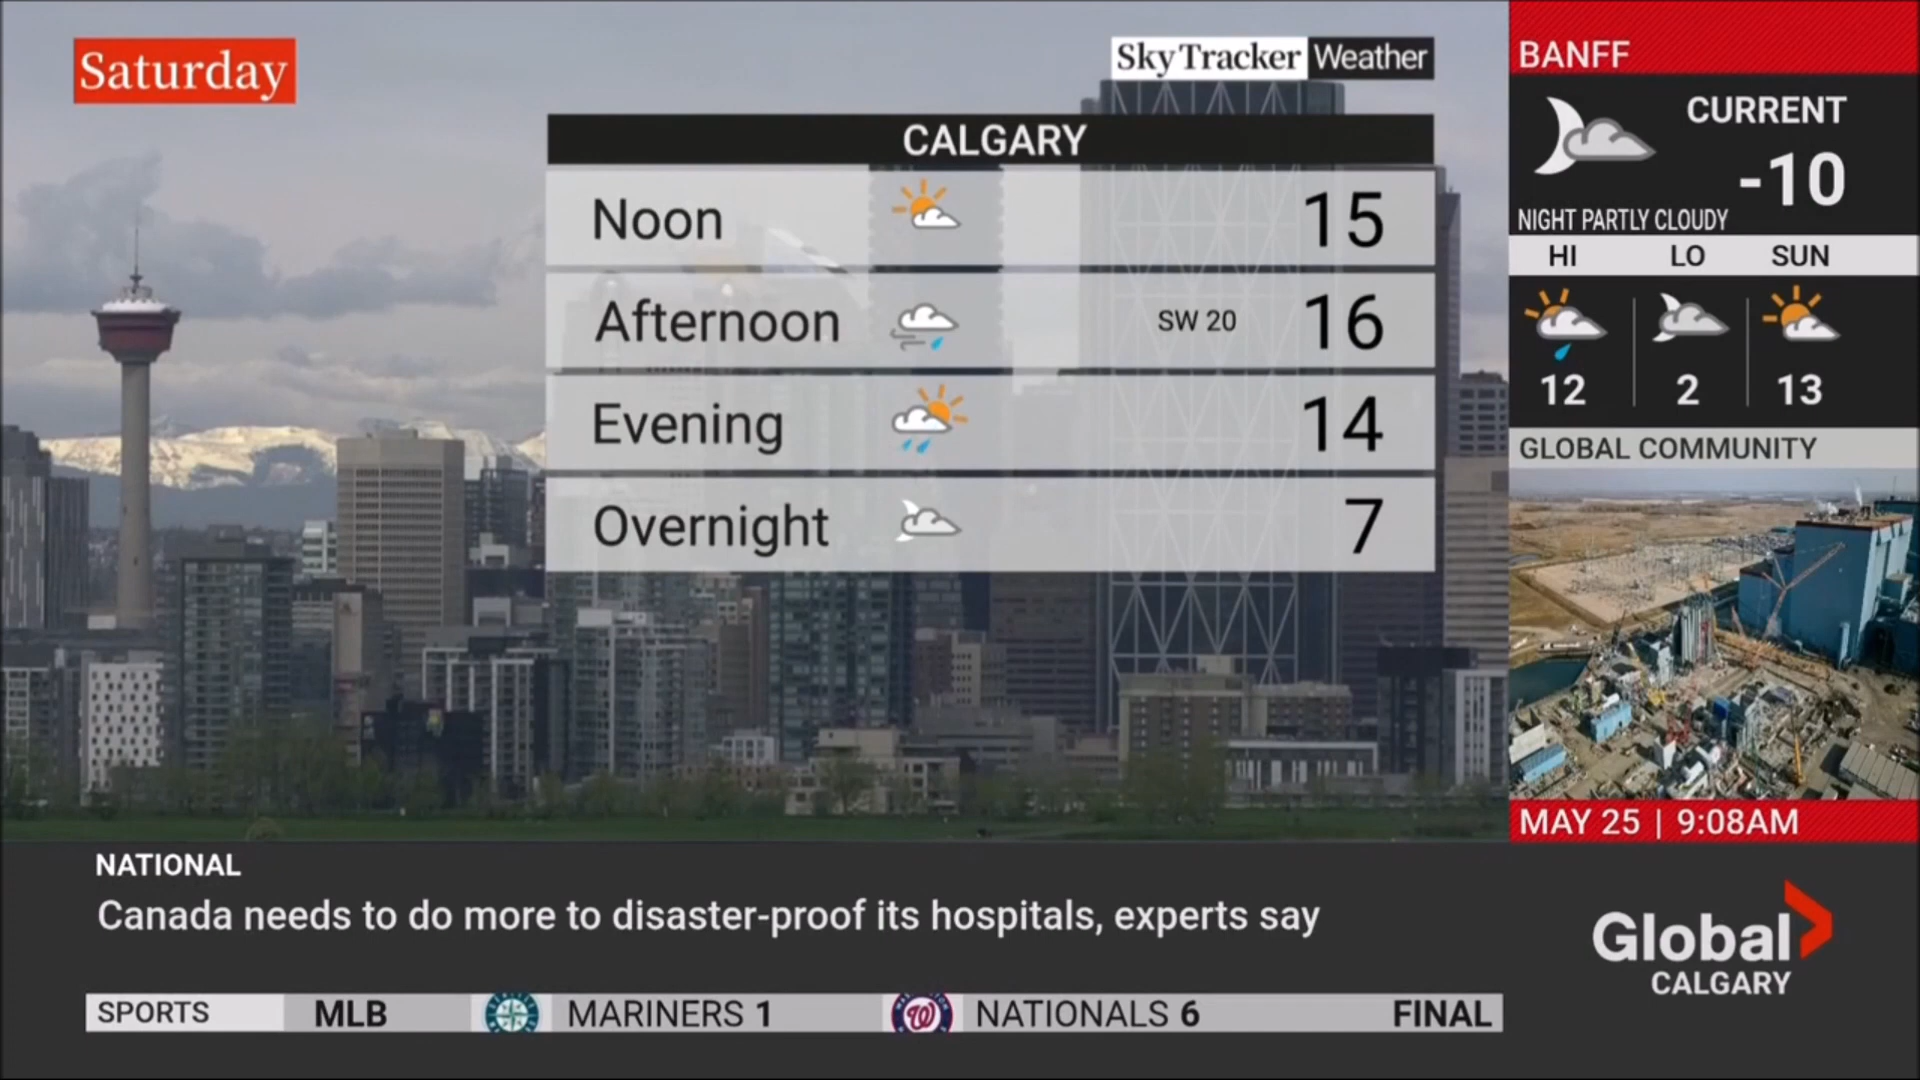 Saturday
SkyTracker Weather
CALGARY
Noon 15
Afternoon SW 20 16
Evening 14
Overnight 7
BANFF
CURRENT
-10
NIGHT PARTLY CLOUDY
HI LO SUN
12 2 13
GLOBAL COMMUNITY
MAY 25 | 9:08AM
NATIONAL
Canada needs to do more to disaster-proof its hospitals, experts say
Global
CALGARY
SPORTS MLB MARINERS 1 W NATIONALS 6 FINAL